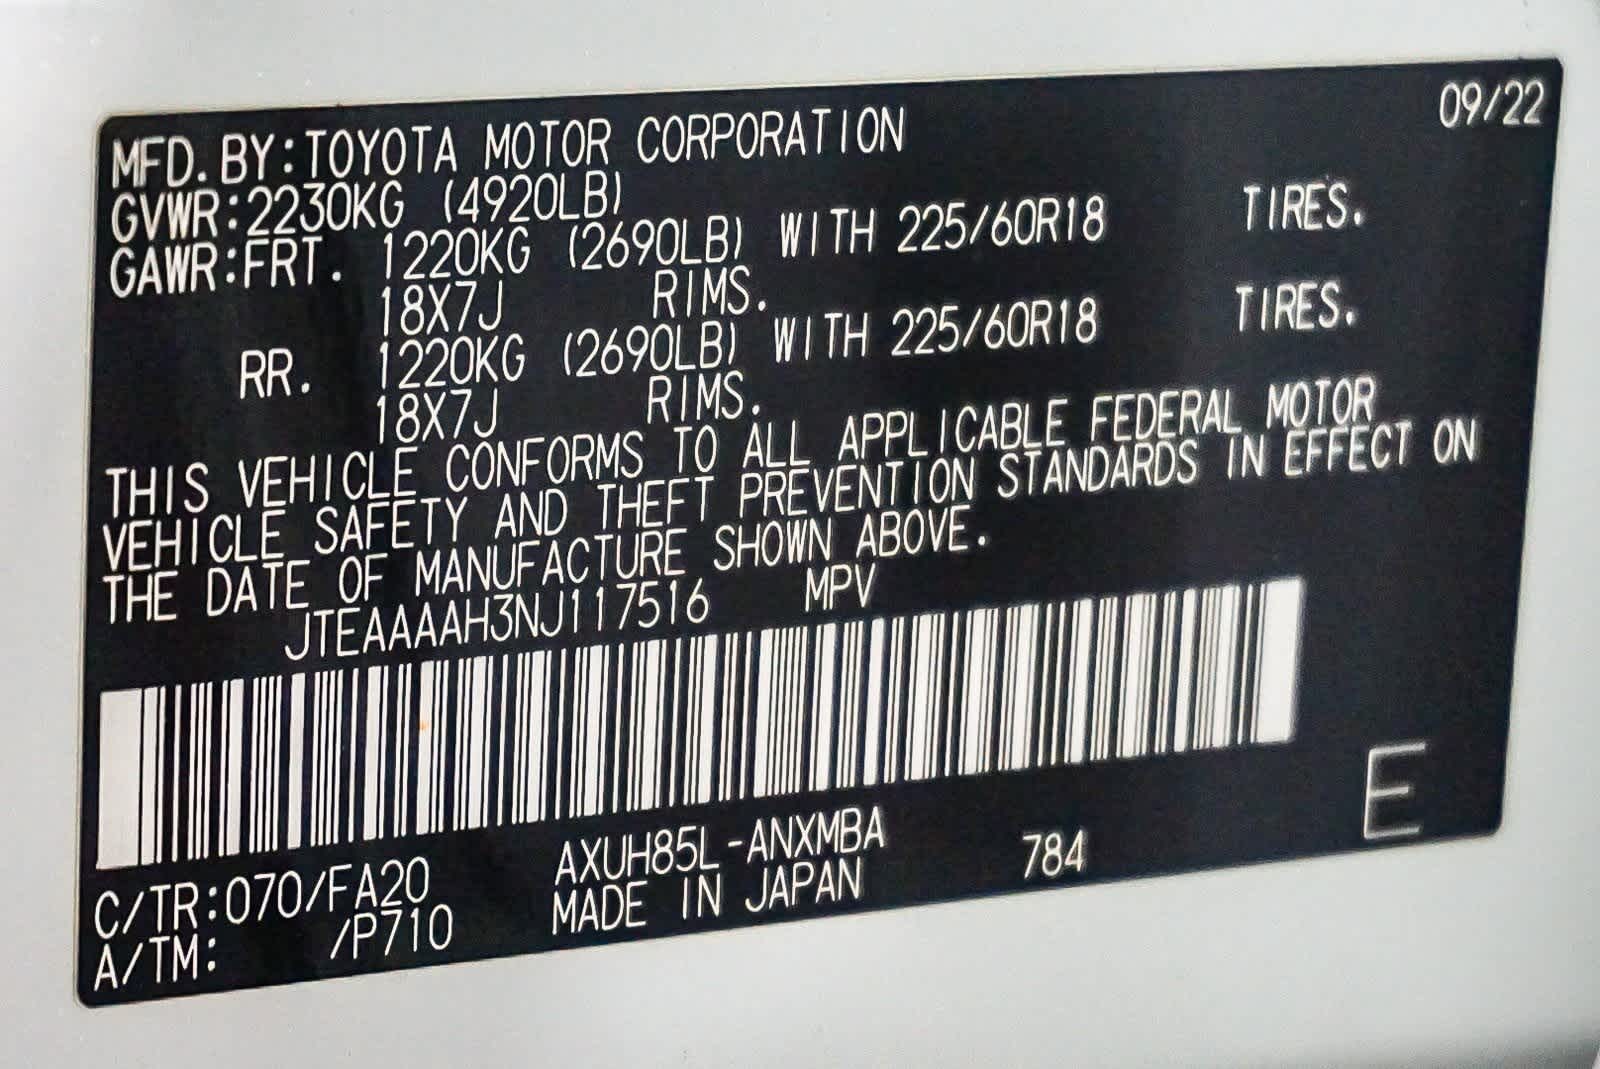 09/22
MFD. BY: TOYOTA MOTOR CORPORATION
GVWR: 2230KG (4920LB)
GAWR: FRT. 1220KG (2690LB) WITH 225/60R18 TIRES.
18X7J RIMS.
RR. 1220KG (2690LB) WITH 225/60R18 TIRES.
18X7J RIMS.
THIS VEHICLE CONFORMS TO ALL APPLICABLE FEDERAL MOTOR
VEHICLE SAFETY AND THEFT PREVENTION STANDARDS IN EFFECT ON
THE DATE OF MANUFACTURE SHOWN ABOVE.
JTEAAAAH3NJ117516 MPV
C/TR: 070/FA20 AXUH85L-ANXMBA 784 E
A/TM: /P710 MADE IN JAPAN